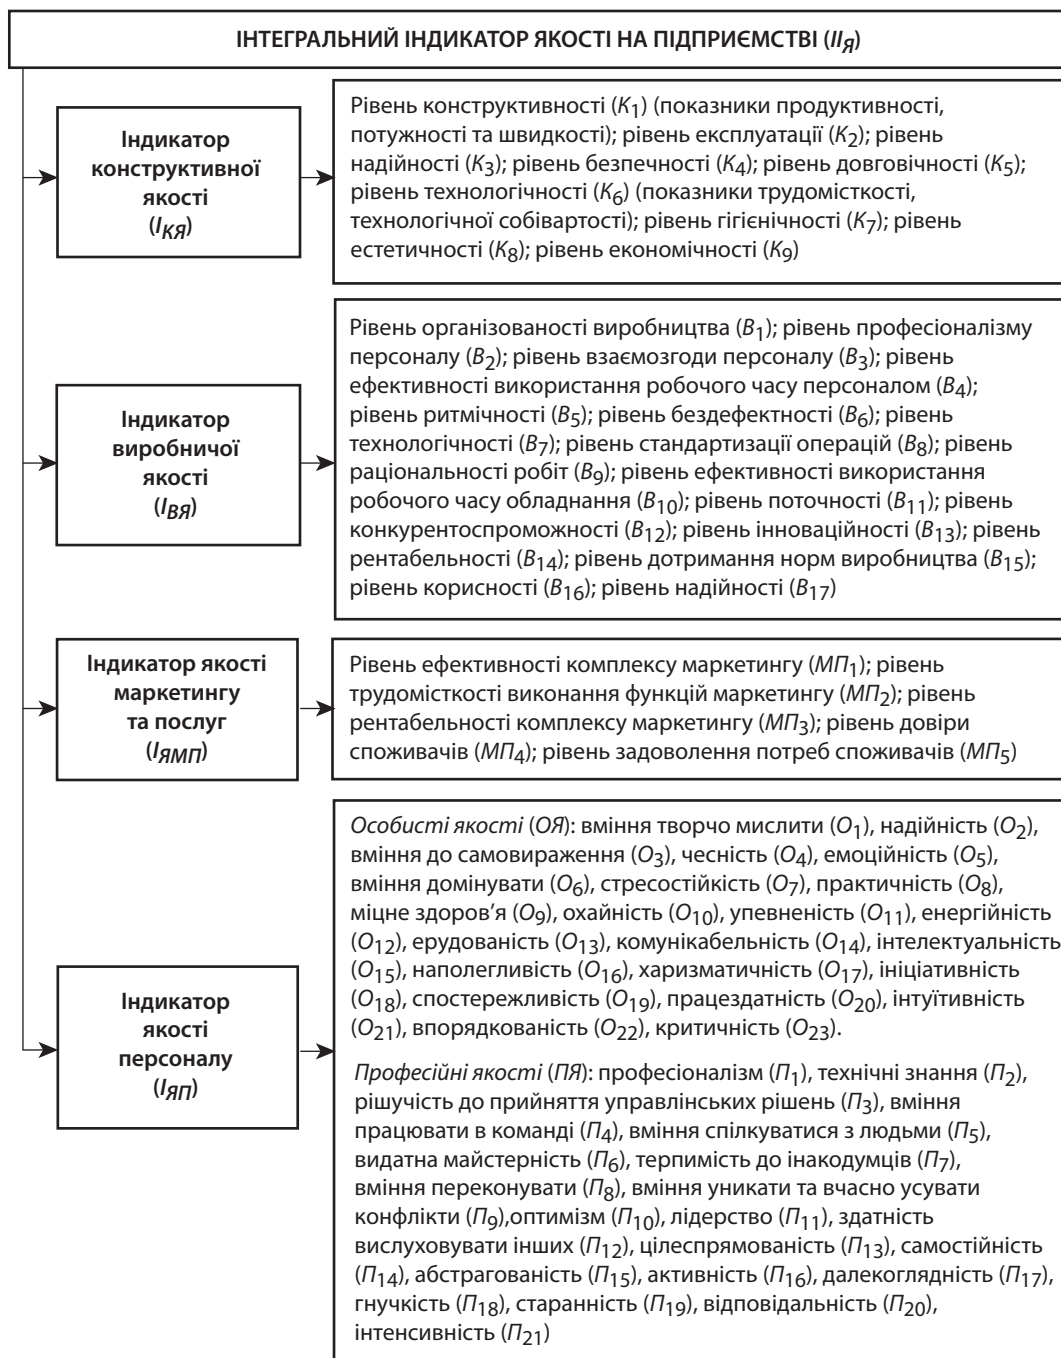 ІНТЕГРАЛЬНИЙ ІНДИКАТОР ЯКОСТІ НА ПІДПРИЄМСТВІ (ІІЯ)
Індикатор
конструктивної
якості
(ІКЯ)
Рівень конструктивності (К1) (показники продуктивності,
потужності та швидкості); рівень експлуатації (К2); рівень
надійності (К3); рівень безпечності (К4); рівень довговічності (К5);
рівень технологічності (К6) (показники трудомісткості,
технологічної собівартості); рівень гігієнічності (К7); рівень
естетичності (К8); рівень економічності (К9)
Індикатор
виробничої
якості
(ІВЯ)
Рівень організованості виробництва (В1); рівень професіоналізму
персоналу (В2); рівень взаємозгоди персоналу (В3); рівень
ефективності використання робочого часу персоналом (В4);
рівень ритмічності (В5); рівень бездефектності (В6); рівень
технологічності (В7); рівень стандартизації операцій (В8); рівень
раціональності робіт (В9); рівень ефективності використання
робочого часу обладнання (В10); рівень поточності (В11); рівень
конкурентоспроможності (В12); рівень інноваційності (В13); рівень
рентабельності (В14); рівень дотримання норм виробництва (В15);
рівень корисності (В16); рівень надійності (В17)
Індикатор якості
маркетингу
та послуг
(ІЯМП)
Рівень ефективності комплексу маркетингу (МП1); рівень
трудомісткості виконання функцій маркетингу (МП2); рівень
рентабельності комплексу маркетингу (МП3); рівень довіри
споживачів (МП4); рівень задоволення потреб споживачів (МП5)
Індикатор
якості
персоналу
(ІЯП)
Особисті якості (ОЯ): вміння творчо мислити (О1), надійність (О2),
вміння до самовираження (О3), чесність (О4), емоційність (О5),
вміння домінувати (О6), стресостійкість (О7), практичність (О8),
міцне здоров'я (О9), охайність (О10), упевненість (О11), енергійність
(О12), ерудованість (О13), комунікабельність (О14), інтелектуальність
(О15), наполегливість (О16), харизматичність (О17), ініціативність
(О18), спостережливість (О19), працездатність (О20), інтуїтивність
(О21), впорядкованість (О22), критичність (О23).
Професійні якості (ПЯ): професіоналізм (П1), технічні знання (П2),
рішучість до прийняття управлінських рішень (П3), вміння
працювати в команді (П4), вміння спілкуватися з людьми (П5),
видатна майстерність (П6), терпимість до інакодумців (П7),
вміння переконувати (П8), вміння уникати та вчасно усувати
конфлікти (П9),оптимізм (П10), лідерство (П11), здатність
вислуховувати інших (П12), цілеспрямованість (П13), самостійність
(П14), абстрагованість (П15), активність (П16), далекоглядність (П17),
гнучкість (П18), старанність (П19), відповідальність (П20),
інтенсивність (П21)